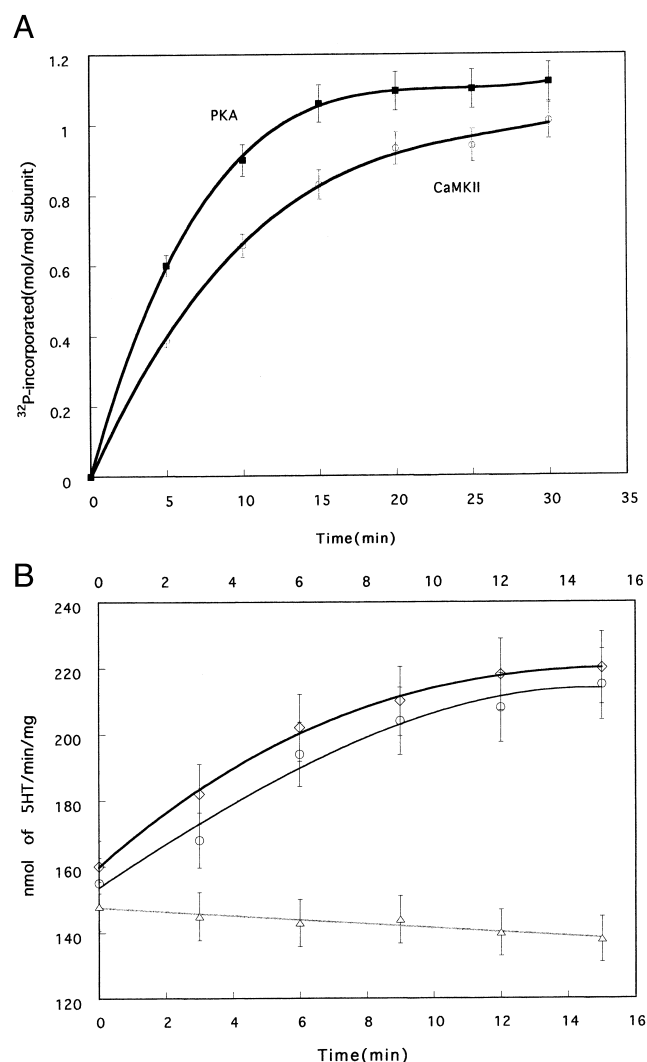 A
1.2
1
0.8
0.6
0.4
0.2
0
PKA
CaMKII
³²P-incorporated(mol/mol subunit)
0 5 10 15 20 25 30 35
Time(min)
B
0 2 4 6 8 10 12 14 16
240
220
200
180
160
140
120
nmol of 5HT/min/mg
0 2 4 6 8 10 12 14 16
Time(min)